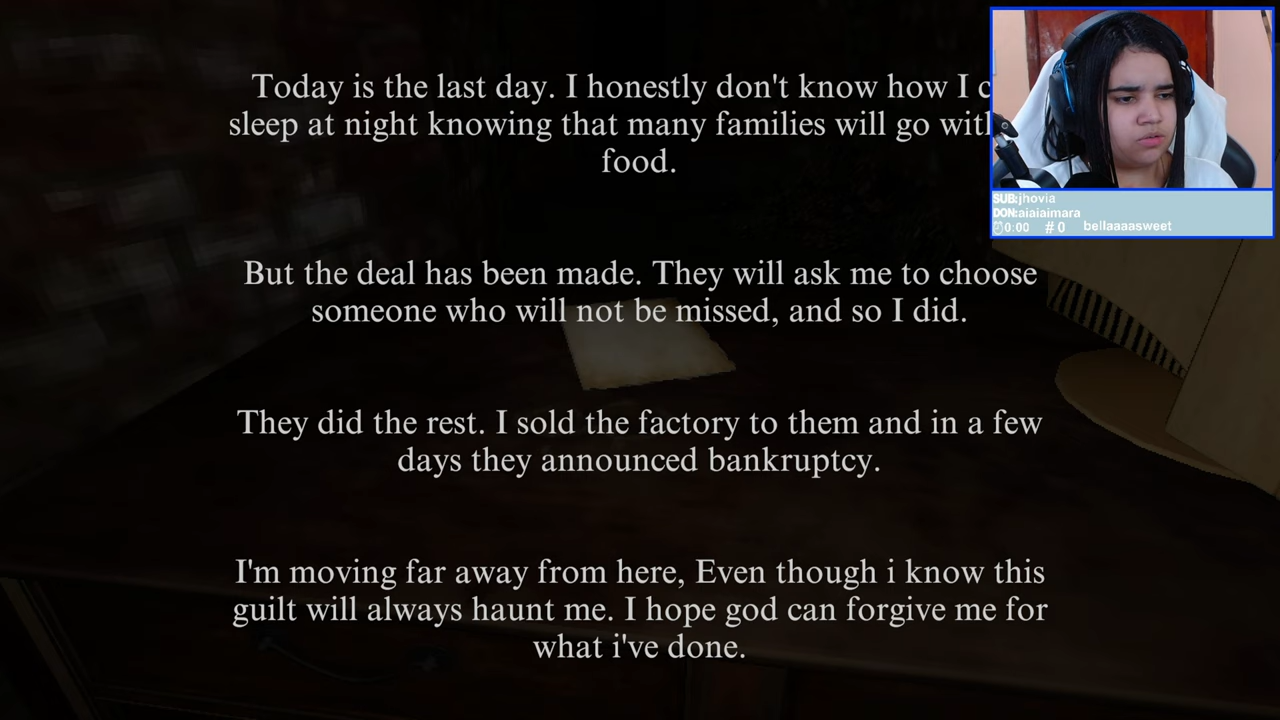 Today is the last day. I honestly don't know how I
sleep at night knowing that many families will go
food.
But the deal has been made. They will ask me to choose
someone who will not be missed, and so I did.
They did the rest. I sold the factory to them and in a few
days they announced bankruptcy.
I'm moving far away from here, Even though i know this
guilt will always haunt me. I hope god can forgive me for
what i've done.
SUB:jhovia
DON:aiaiaimara
0:00 #0 bellaaaasweet